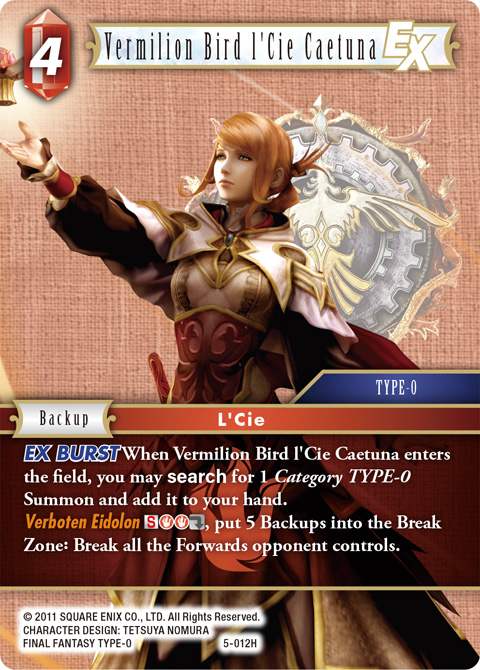 4
Vermilion Bird l'Cie Caetuna
EX
TYPE-0
Backup
L'Cie
EX BURST When Vermilion Bird l'Cie Caetuna enters
the field, you may search for 1 Category TYPE-0
Summon and add it to your hand.
Verboten Eidolon S, put 5 Backups into the Break
Zone: Break all the Forwards opponent controls.
© 2011 SQUARE ENIX CO., LTD. All Rights Reserved.
CHARACTER DESIGN: TETSUYA NOMURA
FINAL FANTASY TYPE-0
5-012H